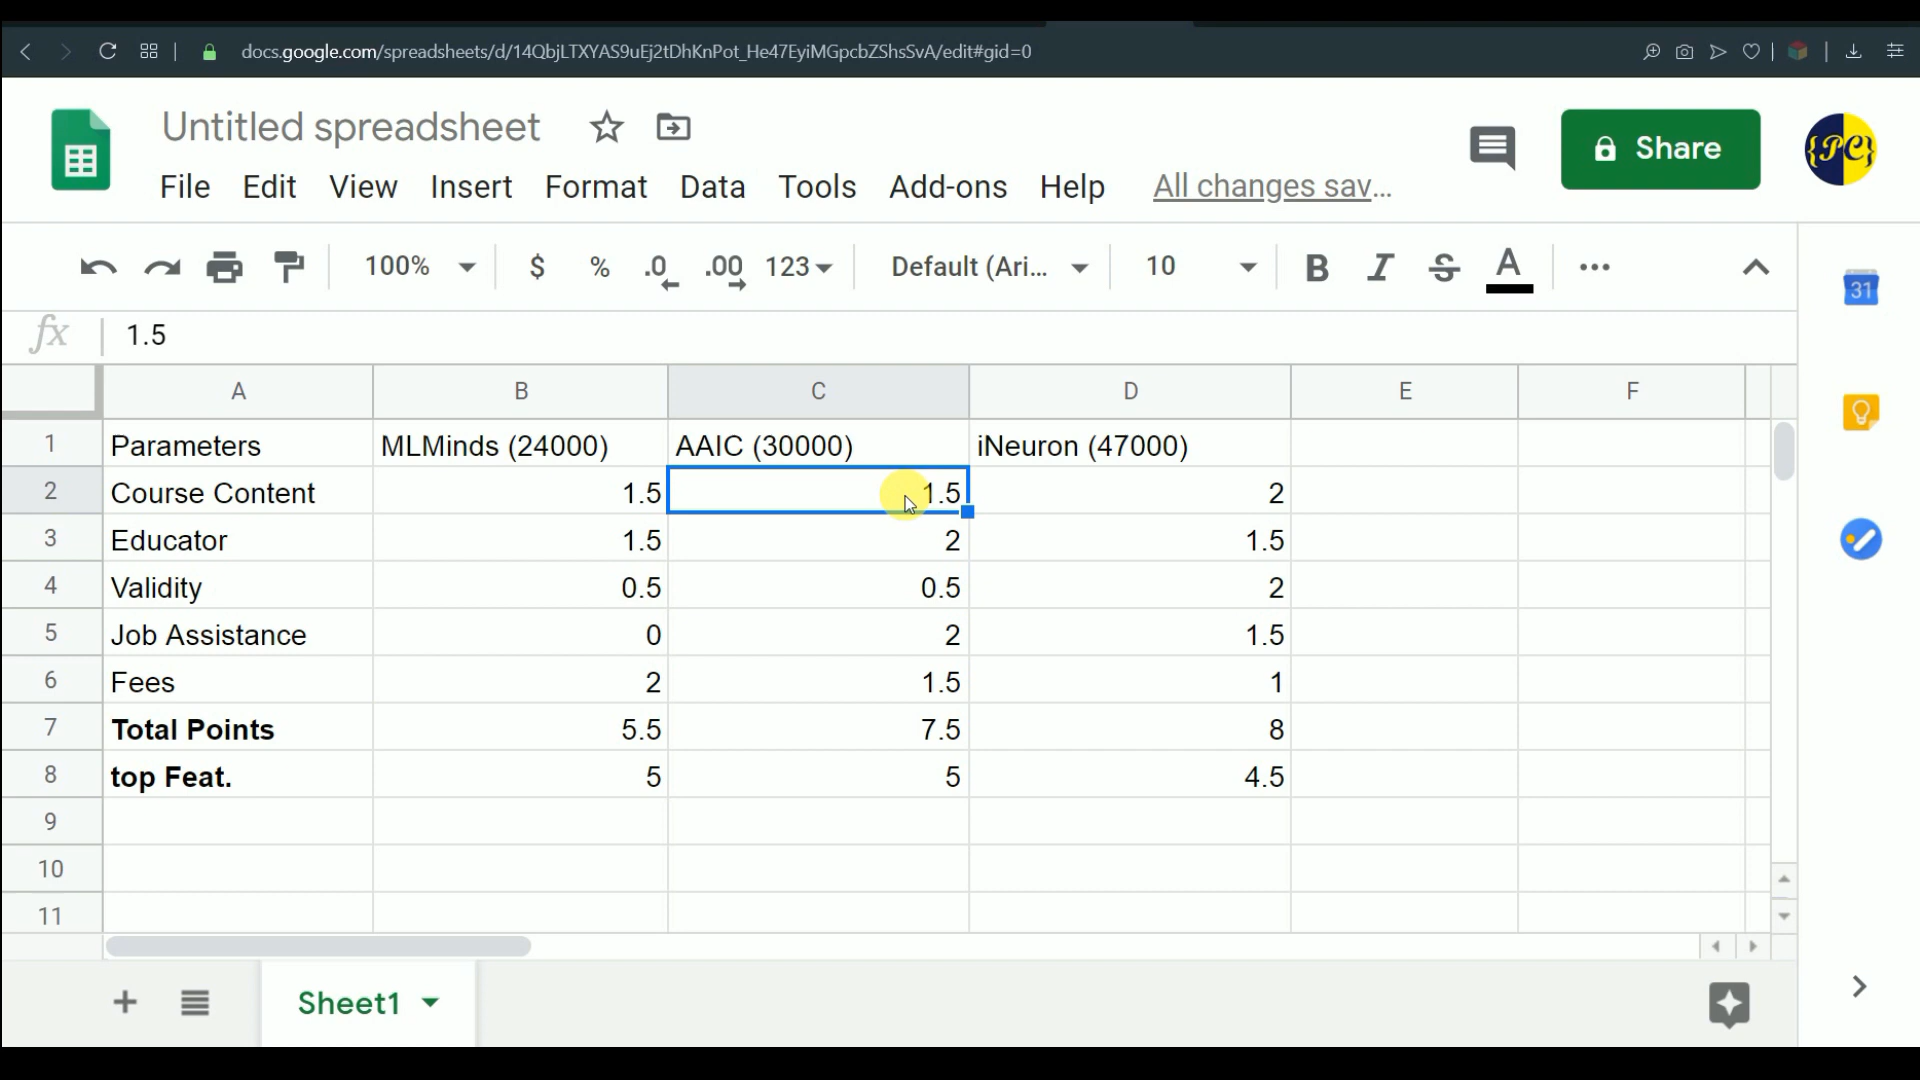 docs.google.com/spreadsheets/d/14QbjLTXYAS9uEj2tDhKnPot_He47EyiMGpcbZShsSvA/edit#gid=0
Untitled spreadsheet
Share
{PC}
File Edit View Insert Format Data Tools Add-ons Help All changes sav...
100% $ % .0 .00 123 Default (Ari... 10 B I S A
31
fx 1.5
A B C D E F
1 Parameters MLMinds (24000) AAIC (30000) iNeuron (47000)
2 Course Content 1.5 1.5 2
3 Educator 1.5 2 1.5
4 Validity 0.5 0.5 2
5 Job Assistance 0 2 1.5
6 Fees 2 1.5 1
7 Total Points 5.5 7.5 8
8 top Feat. 5 5 4.5
9
10
11
Sheet1